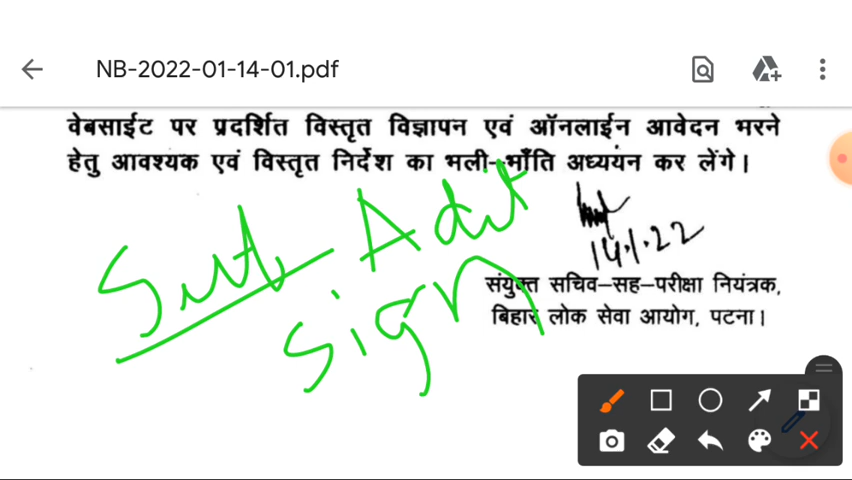 NB-2022-01-14-01.pdf
वेबसाईट पर प्रदर्शित विस्तृत विज्ञापन एवं ऑनलाईन आवेदन भरने
हेतु आवश्यक एवं विस्तृत निर्देश का भली-भाँति अध्ययन कर लेंगे।
Adit
14.1.22
Sign
संयुक्त सचिव-सह-परीक्षा नियंत्रक,
बिहार लोक सेवा आयोग, पटना।